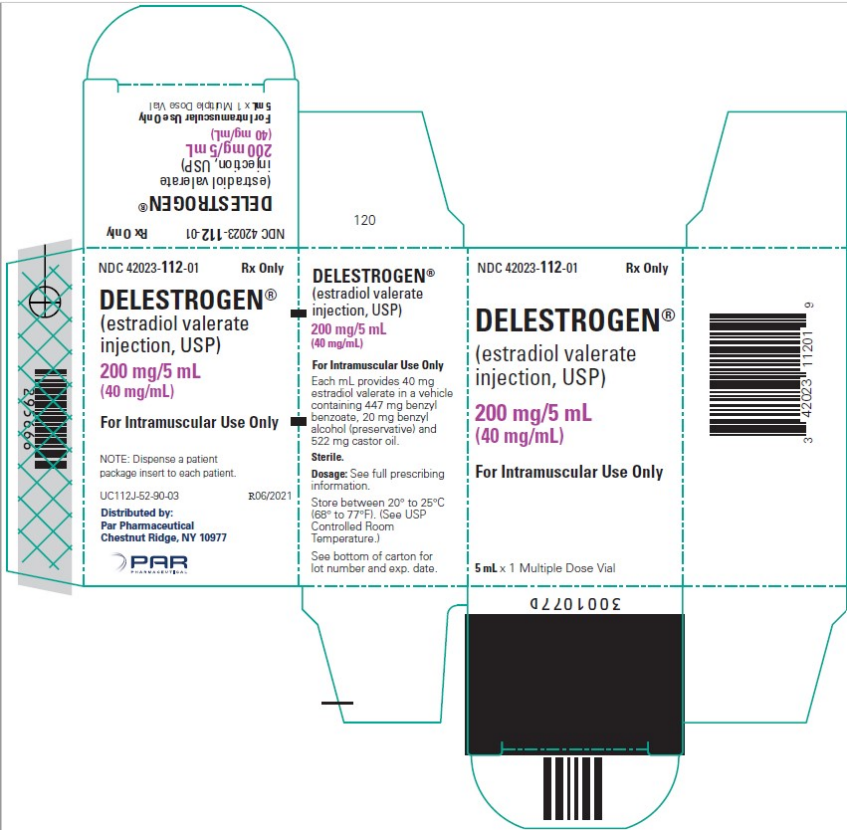 5 mL x 1 Multiple Dose Vial
For Intramuscular Use Only
(40 mg/mL)
200 mg/5 mL
injection, USP)
(estradiol valerate
DELESTROGEN®
NDC 42023-112-01 Rx Only
120
NDC 42023-112-01 Rx Only
DELESTROGEN®
(estradiol valerate
injection, USP)
200 mg/5 mL
(40 mg/mL)
For Intramuscular Use Only
NOTE: Dispense a patient
package insert to each patient.
UC112J-52-90-03 R06/2021
Distributed by:
Par Pharmaceutical
Chestnut Ridge, NY 10977
PAR
PHARMACEUTICAL
DELESTROGEN®
(estradiol valerate
injection, USP)
200 mg/5 mL
(40 mg/mL)
For Intramuscular Use Only
Each mL provides 40 mg
estradiol valerate in a vehicle
containing 447 mg benzyl
benzoate, 20 mg benzyl
alcohol (preservative) and
522 mg castor oil.
Sterile.
Dosage: See full prescribing
information.
Store between 20° to 25°C
(68° to 77°F). (See USP
Controlled Room
Temperature.)
See bottom of carton for
lot number and exp. date.
NDC 42023-112-01 Rx Only
DELESTROGEN®
(estradiol valerate
injection, USP)
200 mg/5 mL
(40 mg/mL)
For Intramuscular Use Only
5 mL x 1 Multiple Dose Vial
3 42023 11201 9
3001077D